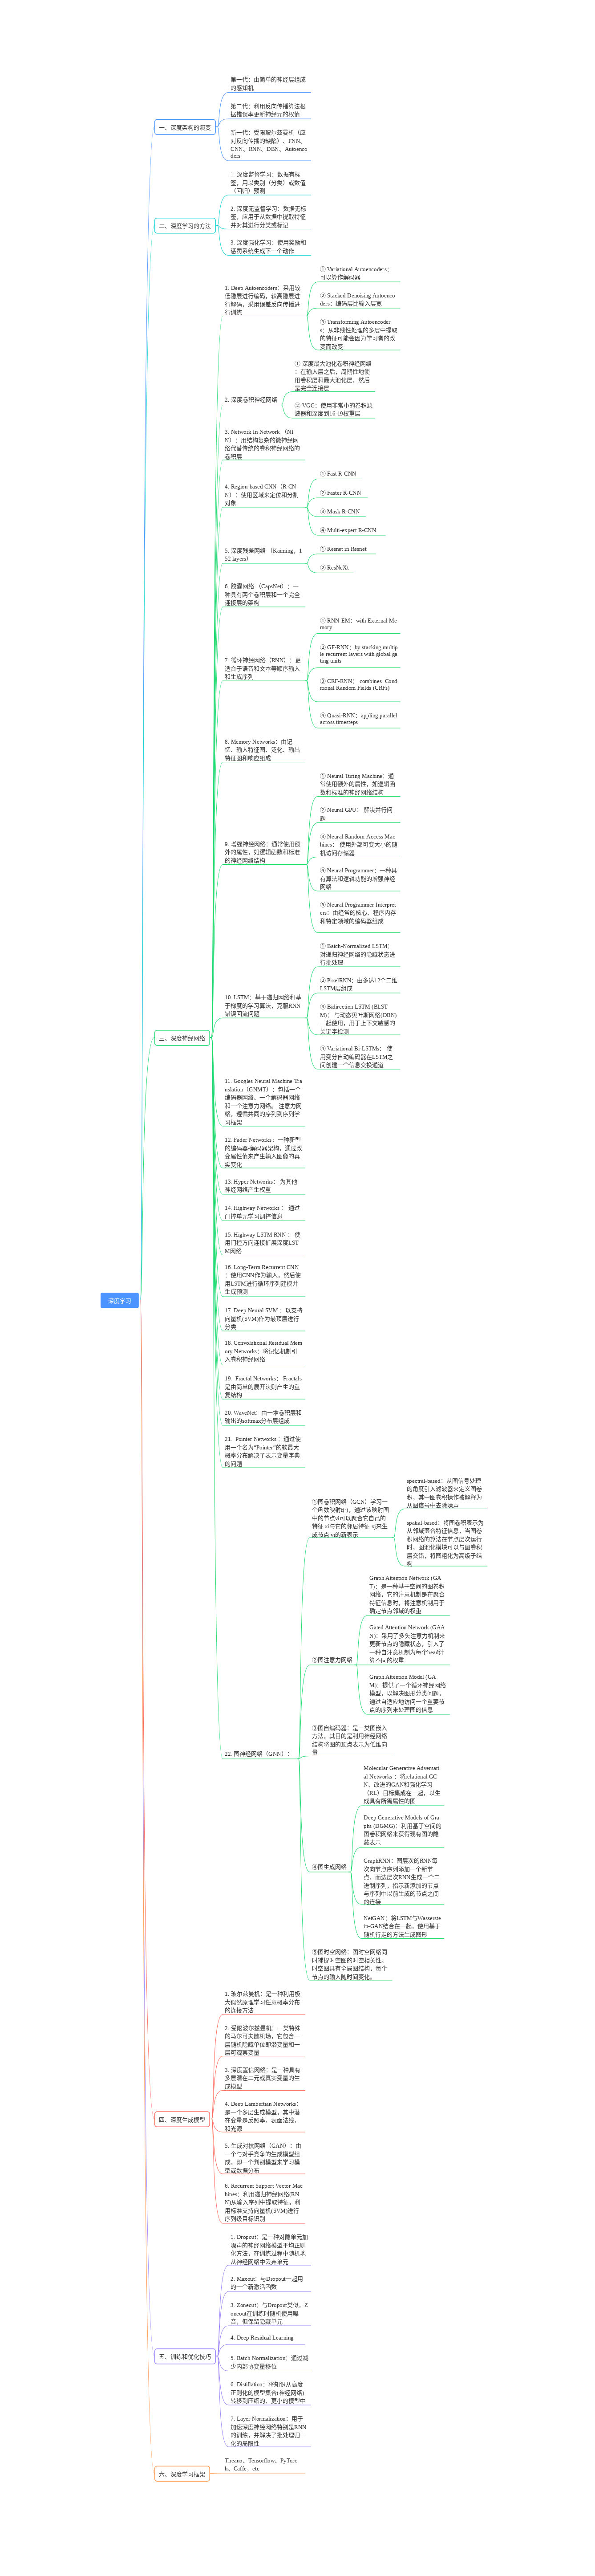 深度学习
一、深度架构的演变
第一代：由简单的神经层组成
的感知机
第二代：利用反向传播算法根
据错误率更新神经元的权值
新一代：受限玻尔兹曼机（应
对反向传播的缺陷）、FNN、
CNN、RNN、DBN、Autoenco
ders
二、深度学习的方法
1. 深度监督学习：数据有标
签，用以类别（分类）或数值
（回归）预测
2. 深度无监督学习：数据无标
签，应用于从数据中提取特征
并对其进行分类或标记
3. 深度强化学习：使用奖励和
惩罚系统生成下一个动作
三、深度神经网络
1. Deep Autoencoders：采用较
低隐层进行编码，较高隐层进
行解码，采用误差反向传播进
行训练
① Variational Autoencoders：
可以算作解码器
② Stacked Denoising Autoenco
ders：编码层比输入层宽
③ Transforming Autoencoder
s：从非线性处理的多层中提取
的特征可能会因为学习者的改
变而改变
2. 深度卷积神经网络
① 深度最大池化卷积神经网络
：在输入层之后，周期性地使
用卷积层和最大池化层，然后
是完全连接层
② VGG：使用非常小的卷积滤
波器和深度到16-19权重层
3. Network In Network （NI
N）：用结构复杂的微神经网
络代替传统的卷积神经网络的
卷积层
4. Region-based CNN（R-CN
N）：使用区域来定位和分割
对象
① Fast R-CNN
② Faster R-CNN
③ Mask R-CNN
④ Multi-expert R-CNN
5. 深度残差网络 （Kaiming，1
52 layers）
① Resnet in Resnet
② ResNeXt
6. 胶囊网络 （CapsNet）：一
种具有两个卷积层和一个完全
连接层的架构
7. 循环神经网络（RNN）：更
适合于语音和文本等顺序输入
和生成序列
① RNN-EM：with External Me
mory
② GF-RNN：by stacking multip
le recurrent layers with global ga
ting units
③ CRF-RNN： combines  Cond
itional Random Fields (CRFs)
④ Quasi-RNN：appling parallel
across timesteps
8. Memory Networks：由记
忆、输入特征图、泛化、输出
特征图和响应组成
9. 增强神经网络：通常使用额
外的属性，如逻辑函数和标准
的神经网络结构
① Neural Turing Machine：通
常使用额外的属性，如逻辑函
数和标准的神经网络结构
② Neural GPU： 解决并行问
题
③ Neural Random-Access Mac
hines： 使用外部可变大小的随
机访问存储器
④ Neural Programmer：一种具
有算法和逻辑功能的增强神经
网络
⑤ Neural Programmer-Interpret
ers：由经常的核心、程序内存
和特定领域的编码器组成
10. LSTM：基于递归网络和基
于梯度的学习算法，克服RNN
错误回流问题
① Batch-Normalized LSTM：
对递归神经网络的隐藏状态进
行批处理
② PixelRNN：由多达12个二维
LSTM层组成
③ Bidirection LSTM (BLST
M)： 与动态贝叶斯网络(DBN)
一起使用，用于上下文敏感的
关键字检测
④ Variational Bi-LSTMs： 使
用变分自动编码器在LSTM之
间创建一个信息交换通道
11. Googles Neural Machine Tra
nslation（GNMT）：包括一个
编码器网络、一个解码器网络
和一个注意力网络。 注意力网
络，遵循共同的序列到序列学
习框架
12. Fader Networks：一种新型
的编码器-解码器架构，通过改
变属性值来产生输入图像的真
实变化
13. Hyper Networks： 为其他
神经网络产生权重
14. Highway Networks ： 通过
门控单元学习调控信息
15. Highway LSTM RNN ： 使
用门控方向连接扩展深度LST
M网络
16. Long-Term Recurrent CNN
：使用CNN作为输入，然后使
用LSTM进行循环序列建模并
生成预测
17. Deep Neural SVM ：以支持
向量机(SVM)作为最顶层进行
分类
18. Convolutional Residual Mem
ory Networks：将记忆机制引
入卷积神经网络
19.  Fractal Networks： Fractals
是由简单的展开法则产生的重
复结构
20. WaveNet：由一堆卷积层和
输出的softmax分布层组成
21.  Pointer Networks ：通过使
用一个名为“Pointer”的软最大
概率分布解决了表示变量字典
的问题
22. 图神经网络（GNN）：
①图卷积网络（GCN）学习一
个函数映射f(·)，通过该映射图
中的节点vi可以聚合它自己的
特征 xi与它的邻居特征 xj来生
成节点 vi的新表示
spectral-based：从图信号处理
的角度引入滤波器来定义图卷
积，其中图卷积操作被解释为
从图信号中去除噪声
spatial-based：将图卷积表示为
从邻域聚合特征信息，当图卷
积网络的算法在节点层次运行
时，图池化模块可以与图卷积
层交错，将图粗化为高级子结
构
②图注意力网络
Graph Attention Network (GA
T)：是一种基于空间的图卷积
网络，它的注意机制是在聚合
特征信息时，将注意机制用于
确定节点邻域的权重
Gated Attention Network (GAA
N)：采用了多头注意力机制来
更新节点的隐藏状态，引入了
一种自注意机制为每个head计
算不同的权重
Graph Attention Model (GA
M)：提供了一个循环神经网络
模型，以解决图形分类问题，
通过自适应地访问一个重要节
点的序列来处理图的信息
③图自编码器：是一类图嵌入
方法，其目的是利用神经网络
结构将图的顶点表示为低维向
量
④图生成网络
Molecular Generative Adversari
al Networks ：将relational GC
N、改进的GAN和强化学习
（RL）目标集成在一起，以生
成具有所需属性的图
Deep Generative Models of Gra
phs (DGMG)：利用基于空间的
图卷积网络来获得现有图的隐
藏表示
GraphRNN：图层次的RNN每
次向节点序列添加一个新节
点，而边层次RNN生成一个二
进制序列，指示新添加的节点
与序列中以前生成的节点之间
的连接
NetGAN：将LSTM与Wasserste
in-GAN结合在一起，使用基于
随机行走的方法生成图形
⑤图时空网络：图时空网络同
时捕捉时空图的时空相关性。
时空图具有全局图结构，每个
节点的输入随时间变化。
四、深度生成模型
1. 玻尔兹曼机：是一种利用极
大似然原理学习任意概率分布
的连接方法
2. 受限波尔兹曼机：一类特殊
的马尔可夫随机场，它包含一
层随机隐藏单位即潜变量和一
层可观察变量
3. 深度置信网络：是一种具有
多层潜在二元或真实变量的生
成模型
4. Deep Lambertian Networks：
是一个多层生成模型，其中潜
在变量是反照率，表面法线，
和光源
5. 生成对抗网络（GAN）：由
一个与对手竞争的生成模型组
成，即一个判别模型来学习模
型或数据分布
6. Recurrent Support Vector Mac
hines：利用递归神经网络(RN
N)从输入序列中提取特征，利
用标准支持向量机(SVM)进行
序列级目标识别
五、训练和优化技巧
1. Dropout：是一种对隐单元加
噪声的神经网络模型平均正则
化方法，在训练过程中随机地
从神经网络中丢弃单元
2. Maxout：与Dropout一起用
的一个新激活函数
3. Zoneout：与Dropout类似，Z
oneout在训练时随机使用噪
音，但保留隐藏单元
4. Deep Residual Learning
5. Batch Normalization：通过减
少内部协变量移位
6. Distillation：将知识从高度
正则化的模型集合(神经网络)
转移到压缩的、更小的模型中
7. Layer Normalization：用于
加速深度神经网络特别是RNN
的训练，并解决了批处理归一
化的局限性
六、深度学习框架
Theano、Tensorflow、PyTorc
h、Caffe，etc